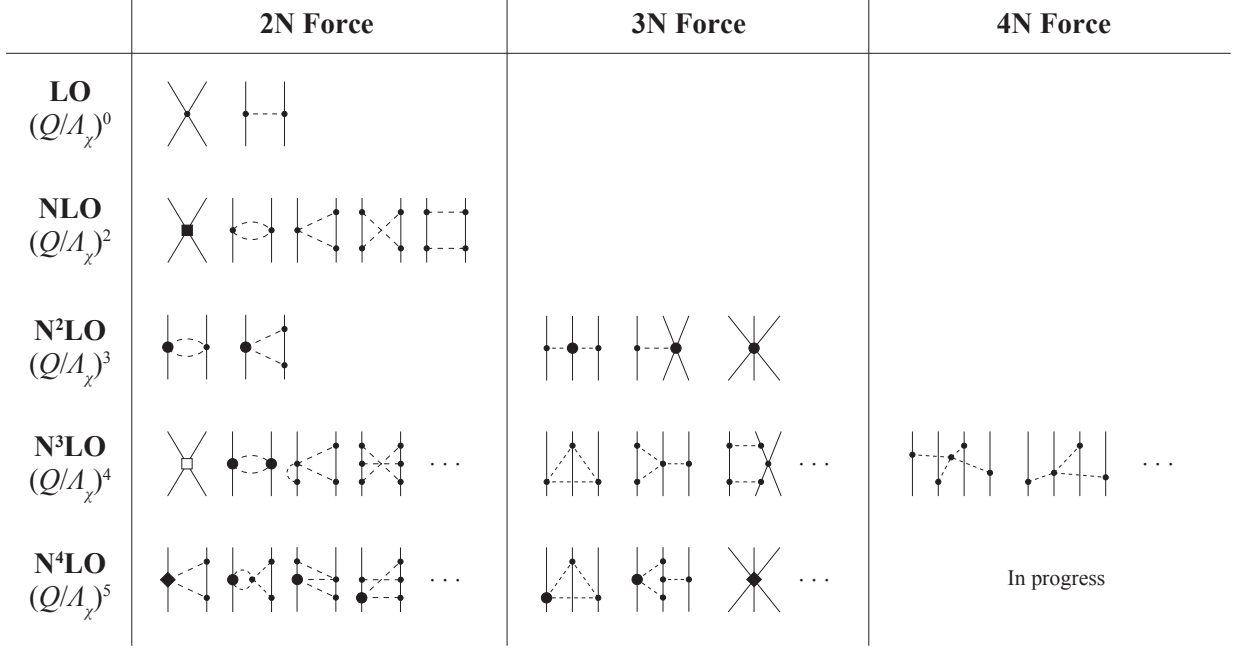 2N Force 3N Force 4N Force
LO
(Q/Λχ)⁰
NLO
(Q/Λχ)²
N²LO
(Q/Λχ)³
N³LO
(Q/Λχ)⁴
· · · · · · · · ·
N⁴LO
(Q/Λχ)⁵
· · · · · · In progress